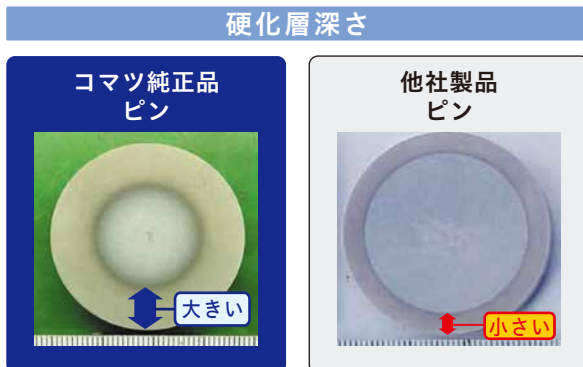 硬化層深さ
コマツ純正品
ピン
他社製品
ピン
大きい
小さい